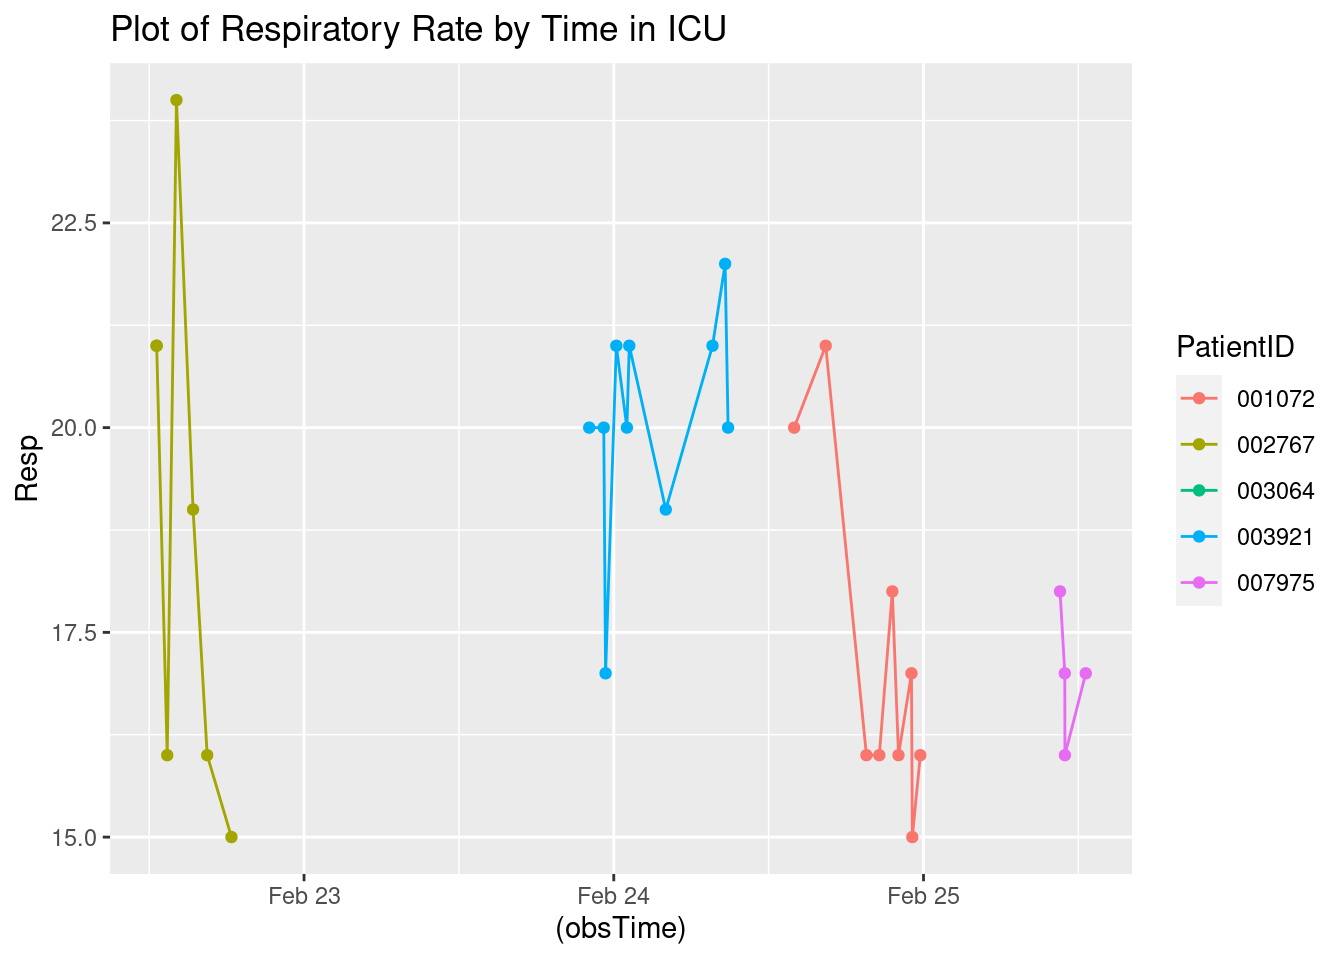 Plot of Respiratory Rate by Time in ICU
22.5
20.0
17.5
15.0
Resp
Feb 23
Feb 24
Feb 25
(obsTime)
PatientID
001072
002767
003064
003921
007975